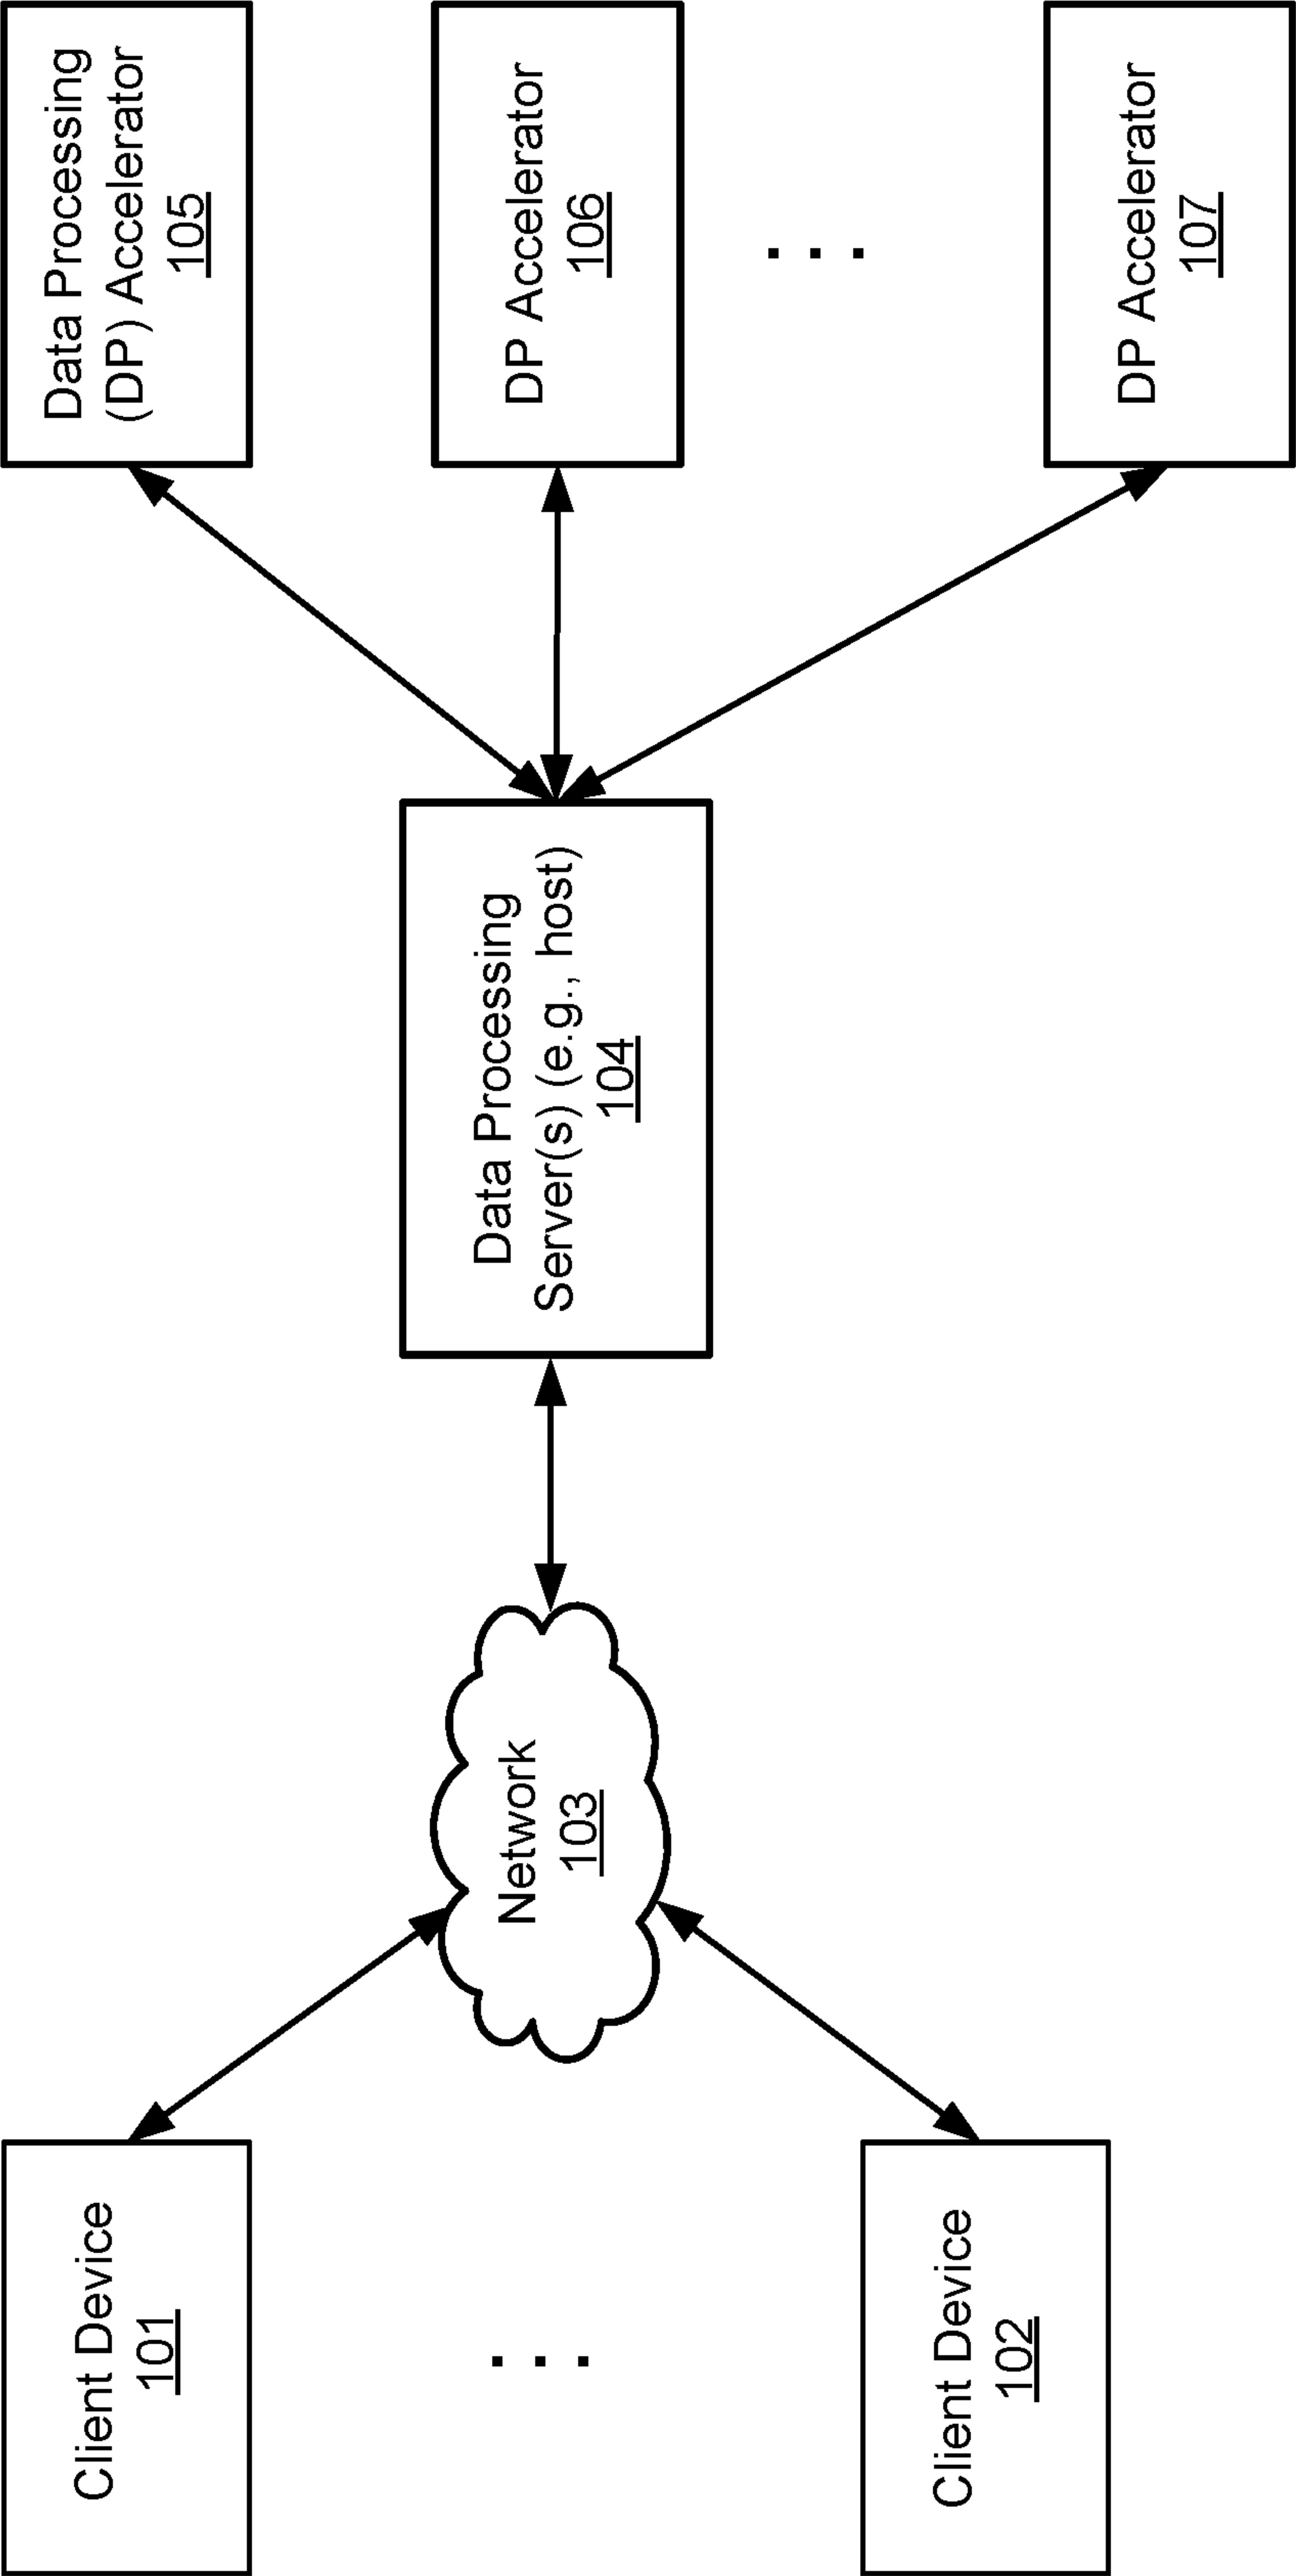 Client Device
101
Client Device
102
Network
103
Data Processing
Server(s) (e.g., host)
104
Data Processing
(DP) Accelerator
105
DP Accelerator
106
DP Accelerator
107